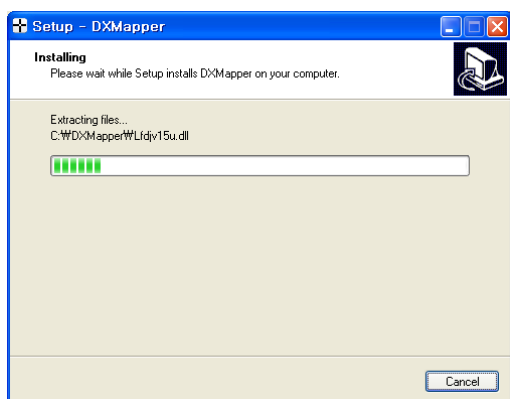 Setup - DXMapper
Installing
Please wait while Setup installs DXMapper on your computer.
Extracting files...
C:₩DXMapper₩Lfdjv15u.dll
Cancel